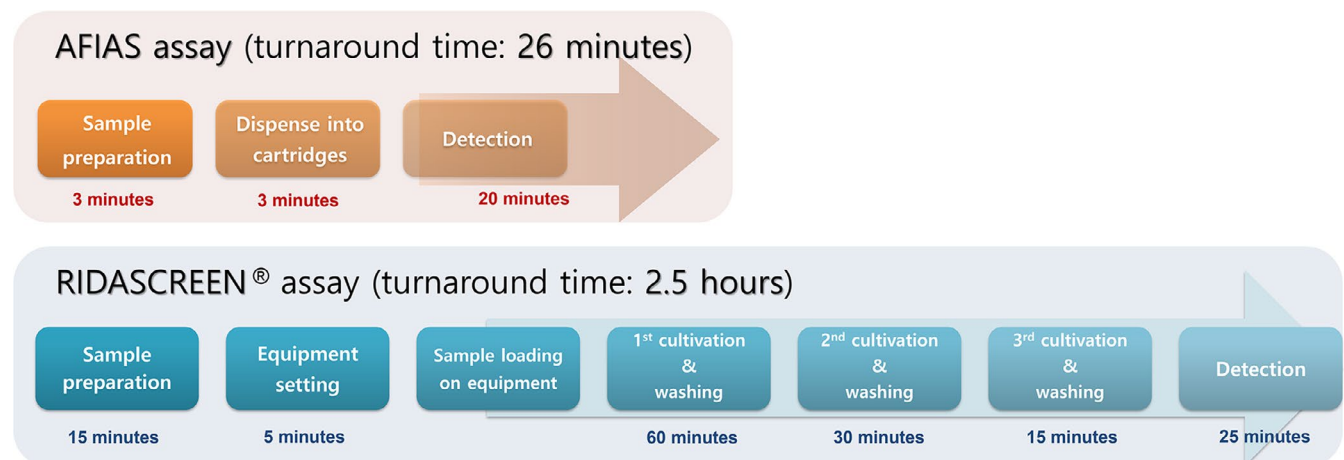 AFIAS assay (turnaround time: 26 minutes)
Sample
preparation
Dispense into
cartridges
Detection
3 minutes
3 minutes
20 minutes
RIDASCREEN® assay (turnaround time: 2.5 hours)
Sample
preparation
Equipment
setting
Sample loading
on equipment
1st cultivation
&
washing
2nd cultivation
&
washing
3rd cultivation
&
washing
Detection
15 minutes
5 minutes
60 minutes
30 minutes
15 minutes
25 minutes